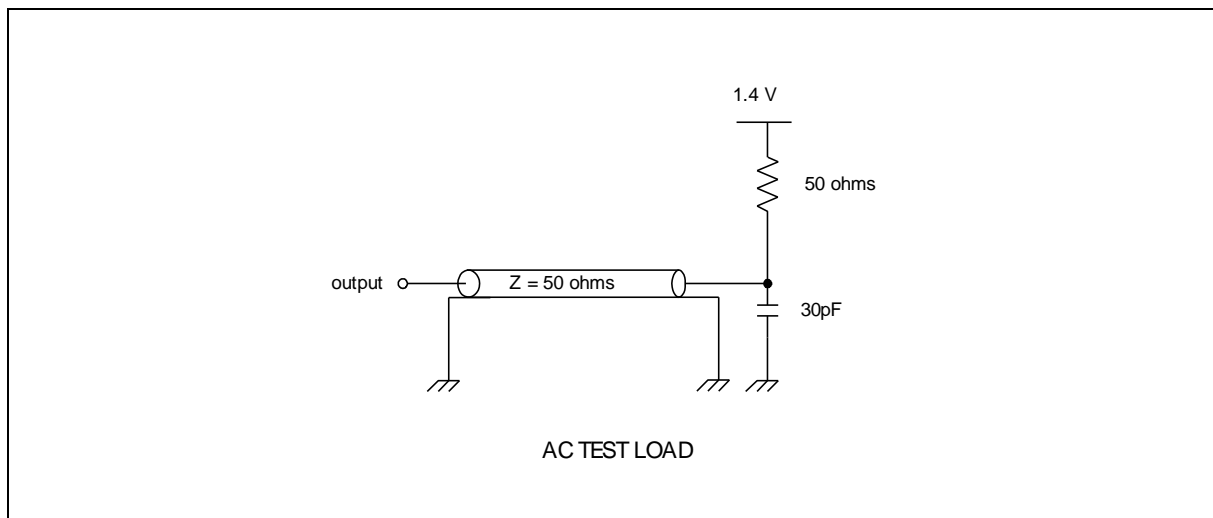 1.4 V
50 ohms
output
Z = 50 ohms
30pF
AC TEST LOAD